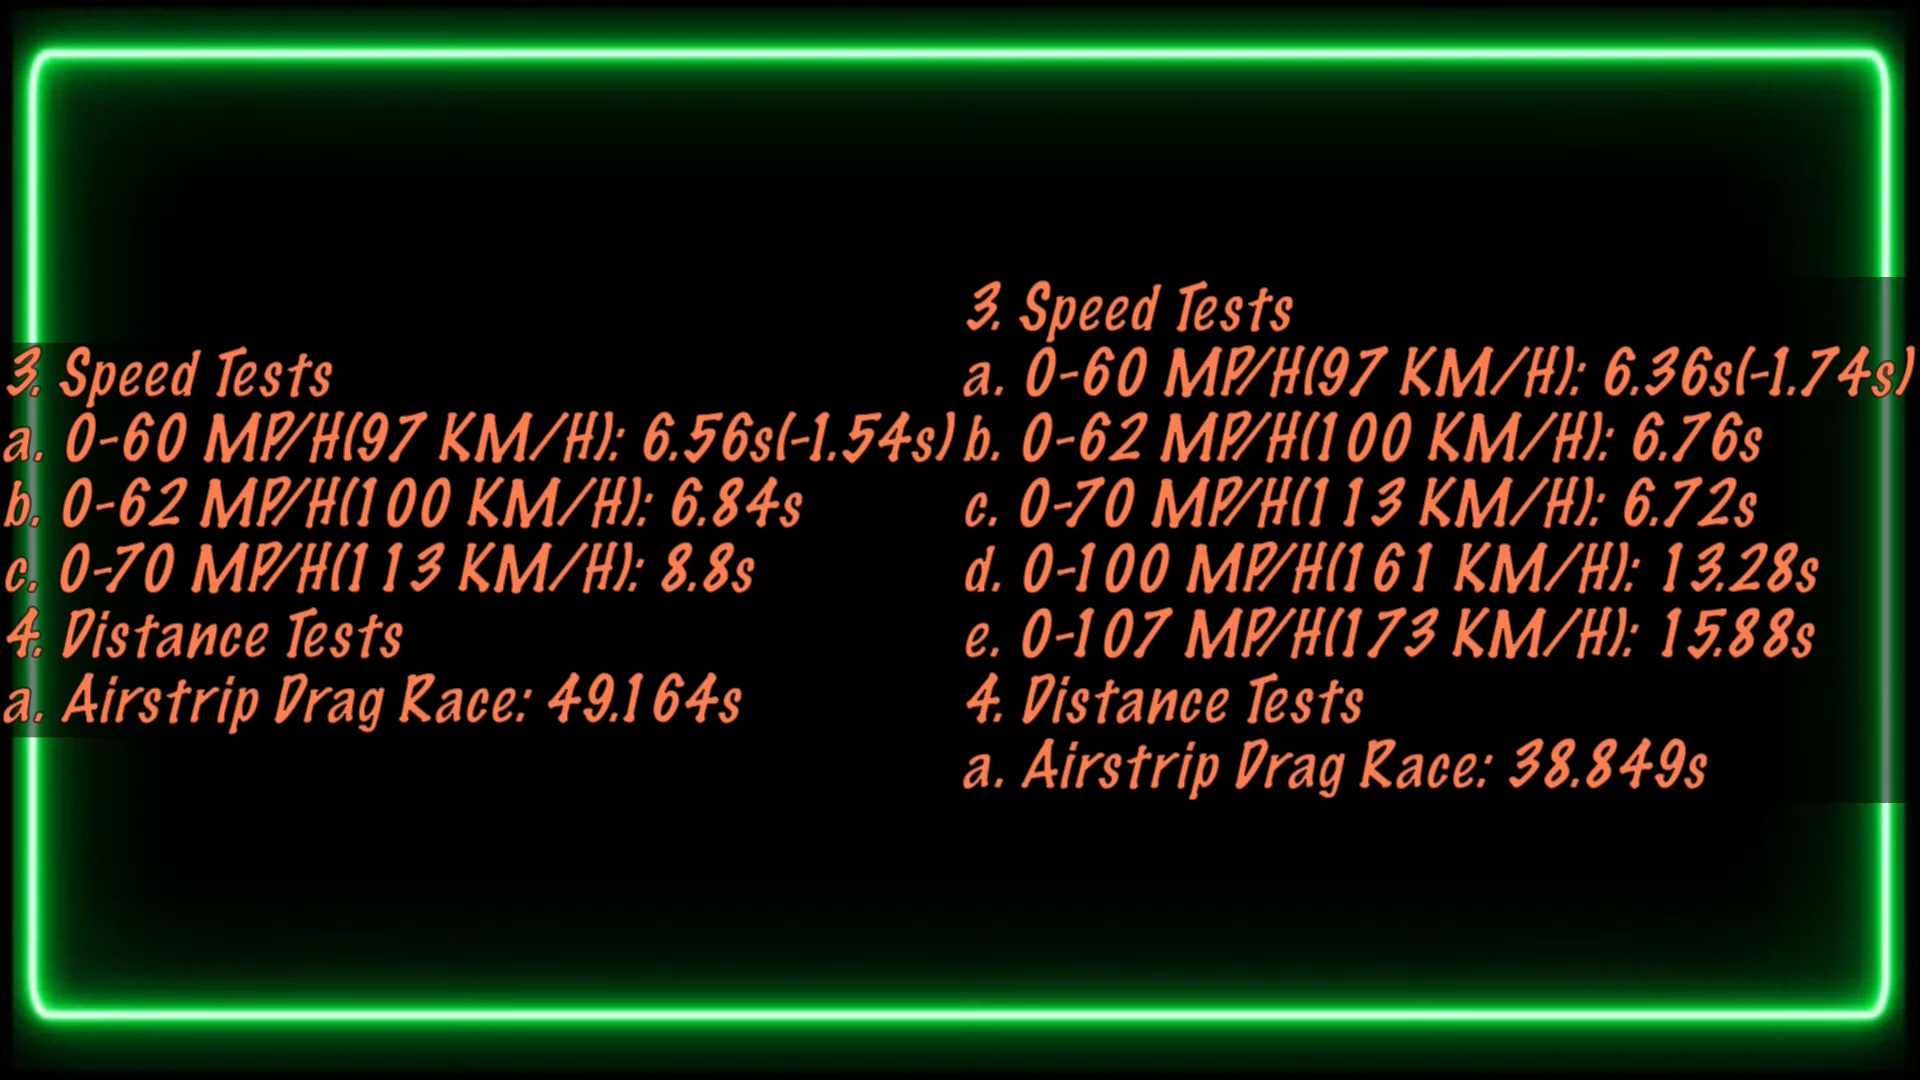 3. Speed Tests
a. 0-60 MP/H(97 KM/H): 6.56s(-1.54s)
b. 0-62 MP/H(100 KM/H): 6.84s
c. 0-70 MP/H(113 KM/H): 8.8s
4. Distance Tests
a. Airstrip Drag Race: 49.164s
3. Speed Tests
a. 0-60 MP/H(97 KM/H): 6.36s(-1.74s)
b. 0-62 MP/H(100 KM/H): 6.76s
c. 0-70 MP/H(113 KM/H): 6.72s
d. 0-100 MP/H(161 KM/H): 13.28s
e. 0-107 MP/H(173 KM/H): 15.88s
4. Distance Tests
a. Airstrip Drag Race: 38.849s